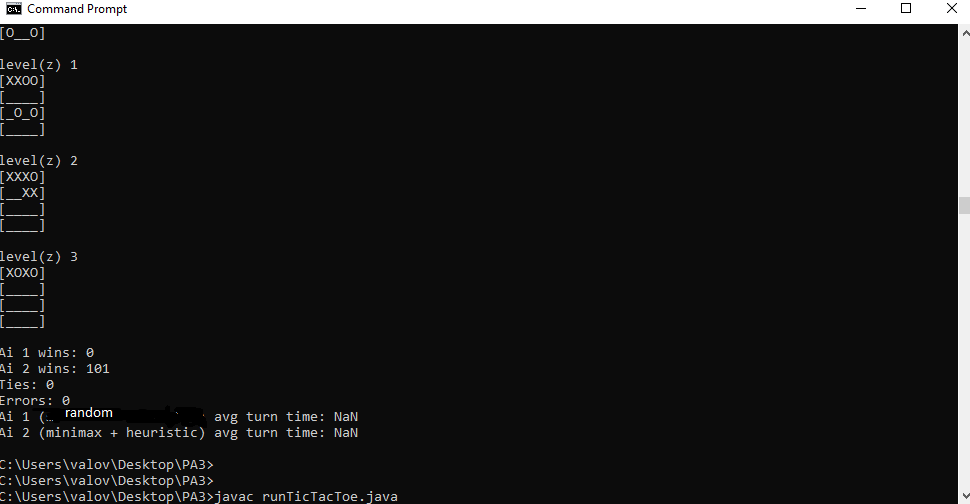 Command Prompt
[O__O]
level(z) 1
[XXOO]
[____]
[_O_O]
[____]
level(z) 2
[XXXO]
[__XX]
[____]
[____]
level(z) 3
[XOXO]
[____]
[____]
[____]
Ai 1 wins: 0
Ai 2 wins: 101
Ties: 0
Errors: 0
Ai 1 (random) avg turn time: NaN
Ai 2 (minimax + heuristic) avg turn time: NaN
C:\Users\valov\Desktop\PA3>
C:\Users\valov\Desktop\PA3>
C:\Users\valov\Desktop\PA3>javac runTicTacToe.java